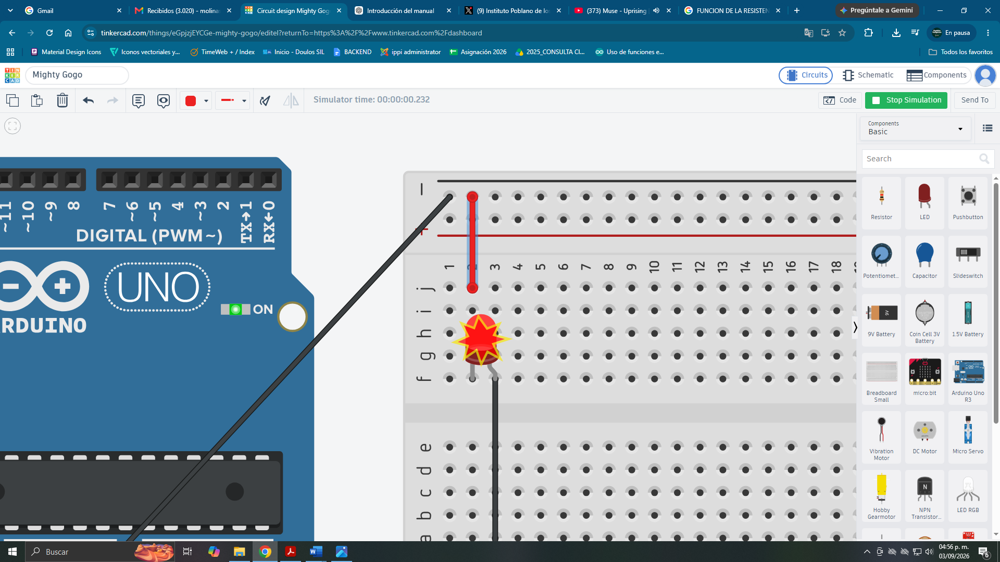 Gmail
Recibidos (3.020) - molina
Circuit design Mighty Gog
Introducción del manual
(9) Instituto Poblano de lo
(373) Muse - Uprising
FUNCION DE LA RESISTEN
Pregúntale a Gemini
tinkercad.com/things/eGpjzjEYCGe-mighty-gogo/editel?returnTo=https%3A%2F%2Fwww.tinkercad.com%2Fdashboard
En pausa
Material Design Icons
Iconos vectoriales y...
TimeWeb + / Index
Inicio - Doulos SIL
BACKEND
ippi administrator
Asignación 2026
2025_CONSULTA CI...
Uso de funciones e...
Todos los favoritos
TIN
KER
CAD
Mighty Gogo
Circuits
Schematic
Components
Simulator time: 00:00:00.232
Code
Stop Simulation
Send To
Components
Basic
Search
Resistor
LED
Pushbutton
Potentiomet...
Capacitor
Slideswitch
9V
9V Battery
Coin Cell 3V
Battery
1.5V Battery
Breadboard
Small
micro:bit
Arduino Uno
R3
Vibration
Motor
DC Motor
Micro Servo
N
Hobby
Gearmotor
NPN
Transistor...
LED RGB
~11 ~10 ~9 8 7 ~6 ~5 4 ~3 2 TX→1 RX←0
DIGITAL (PWM ~)
UNO
ON
RDUINO
1 2 3 4 5 6 7 8 9 10 11 12 13 14 15 16 17 18
j
i
h
g
f
e
d
c
b
a
Buscar
04:56 p. m.
03/09/2026
6